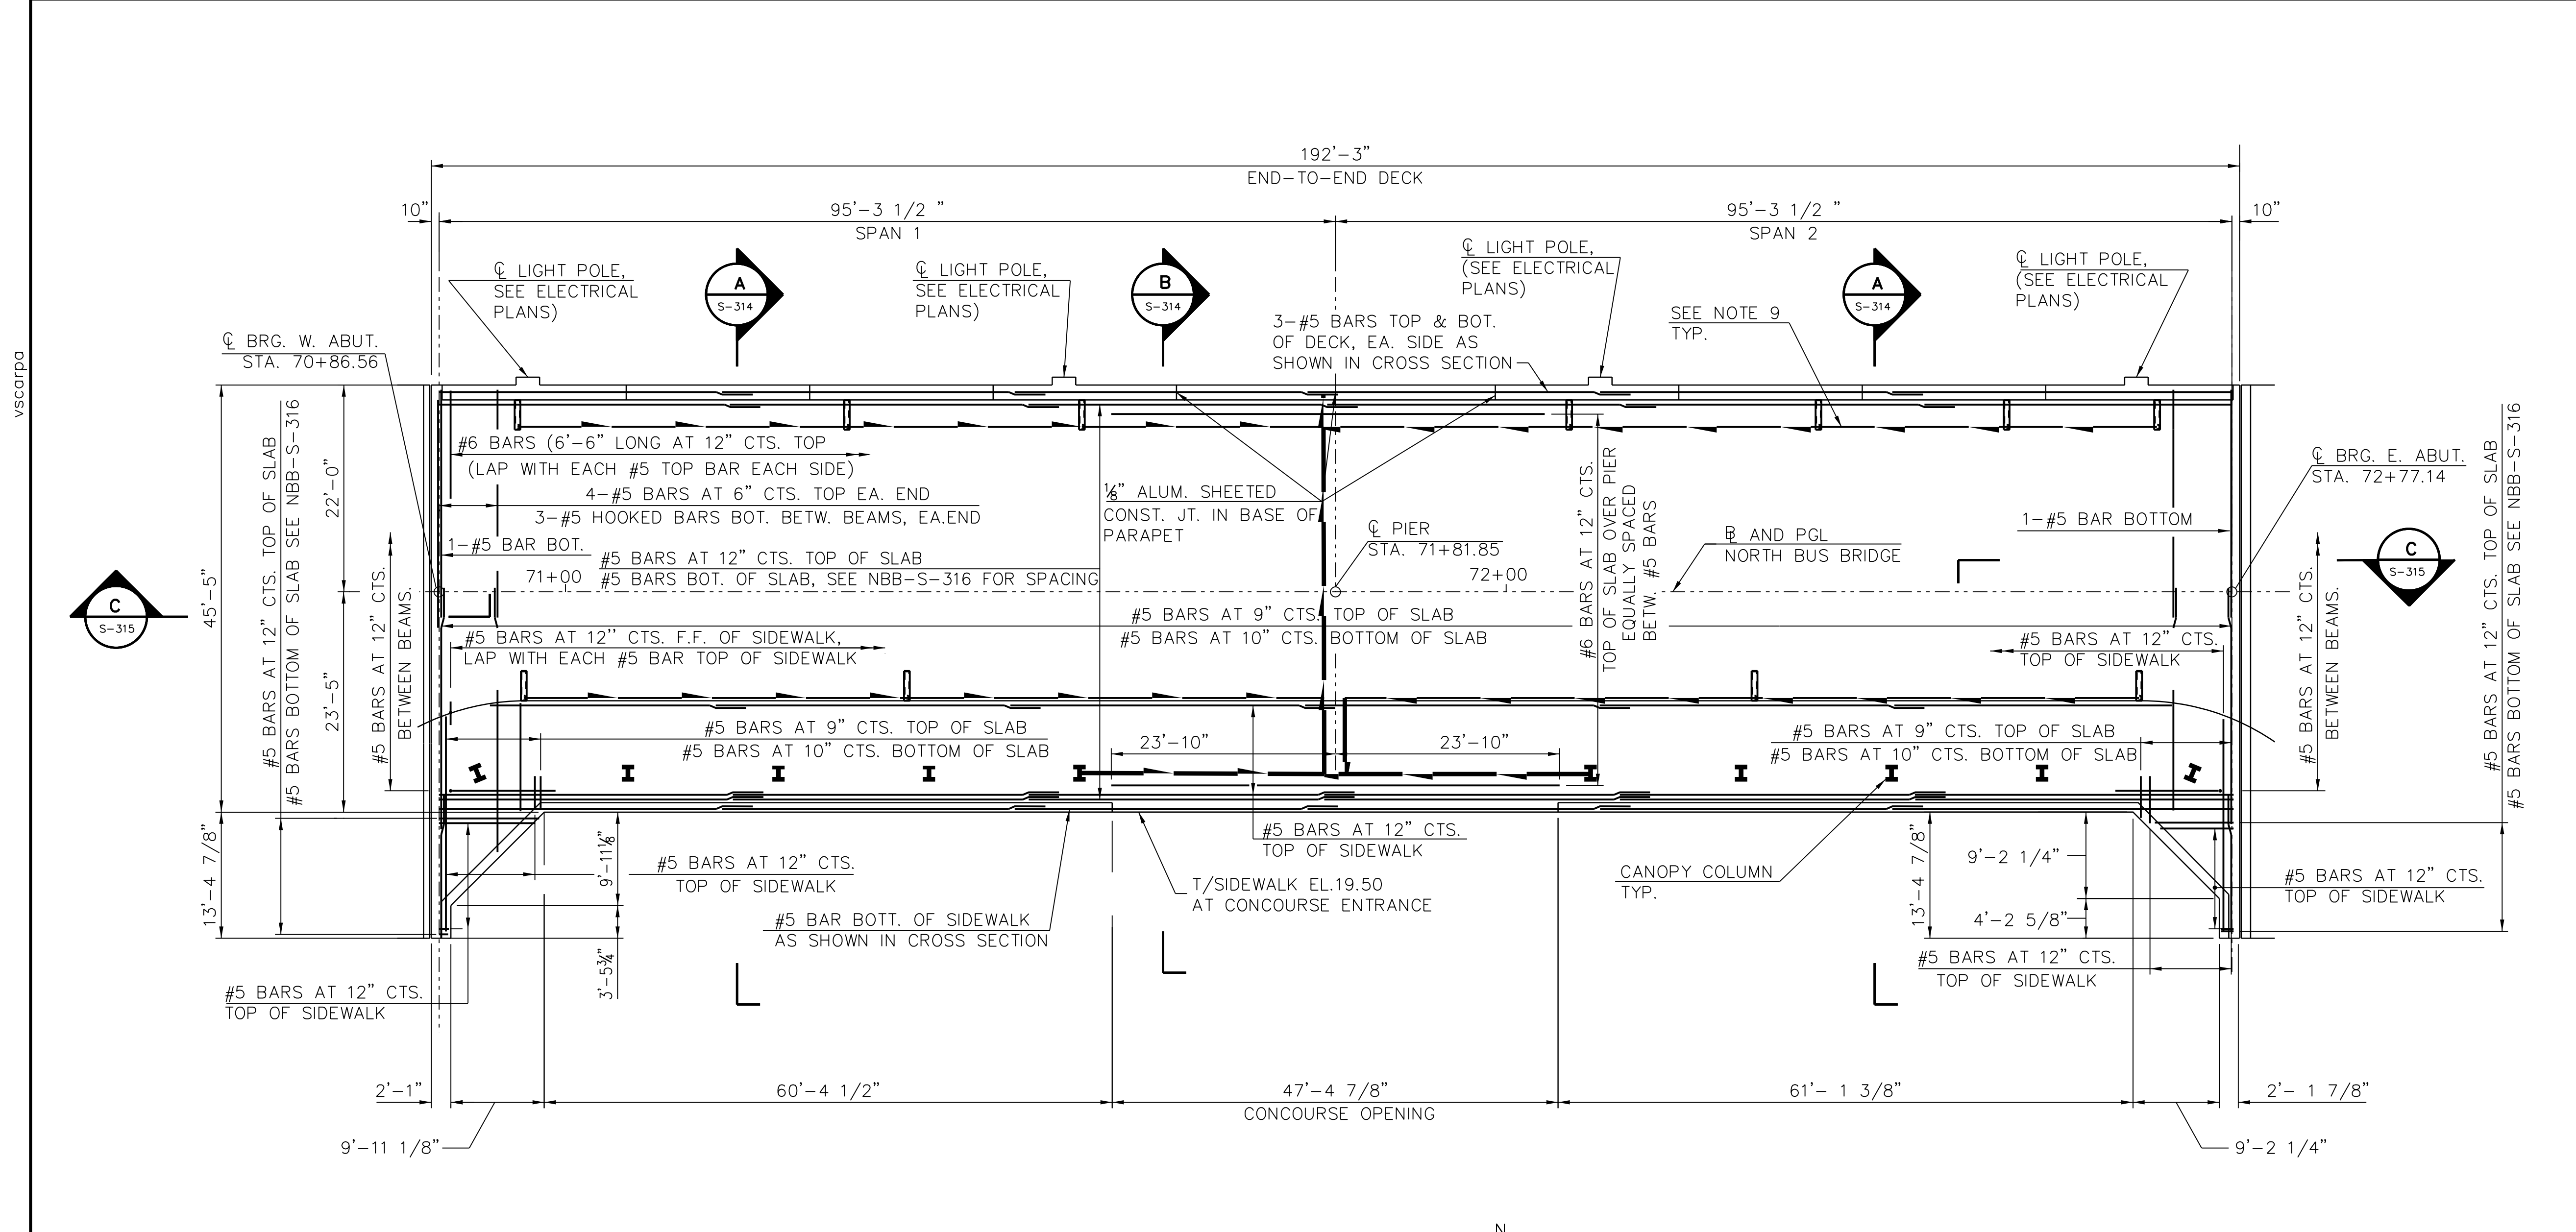 192'-3"
END-TO-END DECK
10"
95'-3 1/2 "
SPAN 1
95'-3 1/2 "
SPAN 2
10"
℄ LIGHT POLE,
SEE ELECTRICAL
PLANS)
A
S-314
℄ LIGHT POLE,
SEE ELECTRICAL
PLANS)
B
S-314
℄ LIGHT POLE,
(SEE ELECTRICAL
PLANS)
A
S-314
℄ LIGHT POLE,
(SEE ELECTRICAL
PLANS)
3-#5 BARS TOP & BOT.
OF DECK, EA. SIDE AS
SHOWN IN CROSS SECTION
SEE NOTE 9
TYP.
℄ BRG. W. ABUT.
STA. 70+86.56
vscarpa
#6 BARS (6'-6" LONG AT 12" CTS. TOP
(LAP WITH EACH #5 TOP BAR EACH SIDE)
4-#5 BARS AT 6" CTS. TOP EA. END
3-#5 HOOKED BARS BOT. BETW. BEAMS, EA.END
1-#5 BAR BOT.
#5 BARS AT 12" CTS. TOP OF SLAB
#5 BARS BOT. OF SLAB, SEE NBB-S-316 FOR SPACING
71+00
1/8" ALUM. SHEETED
CONST. JT. IN BASE OF
PARAPET
℄ PIER
STA. 71+81.85
72+00
#6 BARS AT 12" CTS.
TOP OF SLAB OVER PIER
EQUALLY SPACED
BETW. #5 BARS
BL AND PGL
NORTH BUS BRIDGE
1-#5 BAR BOTTOM
℄ BRG. E. ABUT.
STA. 72+77.14
C
S-315
C
S-315
45'-5"
22'-0"
23'-5"
13'-4 7/8"
#5 BARS AT 12" CTS. TOP OF SLAB
#5 BARS BOTTOM OF SLAB SEE NBB-S-316
#5 BARS AT 12" CTS.
BETWEEN BEAMS.
#5 BARS AT 9" CTS. TOP OF SLAB
#5 BARS AT 10" CTS. BOTTOM OF SLAB
#5 BARS AT 12'' CTS. F.F. OF SIDEWALK,
LAP WITH EACH #5 BAR TOP OF SIDEWALK
#5 BARS AT 12" CTS.
TOP OF SIDEWALK
#5 BARS AT 12" CTS.
BETWEEN BEAMS.
#5 BARS AT 12" CTS. TOP OF SLAB
#5 BARS BOTTOM OF SLAB SEE NBB-S-316
#5 BARS AT 9" CTS. TOP OF SLAB
#5 BARS AT 10" CTS. BOTTOM OF SLAB
23'-10"
23'-10"
#5 BARS AT 9" CTS. TOP OF SLAB
#5 BARS AT 10" CTS. BOTTOM OF SLAB
#5 BARS AT 12" CTS.
TOP OF SIDEWALK
9'-11 1/8"
3'-5 3/4"
#5 BARS AT 12" CTS.
TOP OF SIDEWALK
T/SIDEWALK EL.19.50
AT CONCOURSE ENTRANCE
#5 BAR BOTT. OF SIDEWALK
AS SHOWN IN CROSS SECTION
CANOPY COLUMN
TYP.
13'-4 7/8"
9'-2 1/4"
4'-2 5/8"
#5 BARS AT 12" CTS.
TOP OF SIDEWALK
#5 BARS AT 12" CTS.
TOP OF SIDEWALK
#5 BARS AT 12" CTS.
TOP OF SIDEWALK
2'-1"
60'-4 1/2"
47'-4 7/8"
CONCOURSE OPENING
61'- 1 3/8"
2'- 1 7/8"
9'-11 1/8"
9'-2 1/4"
N